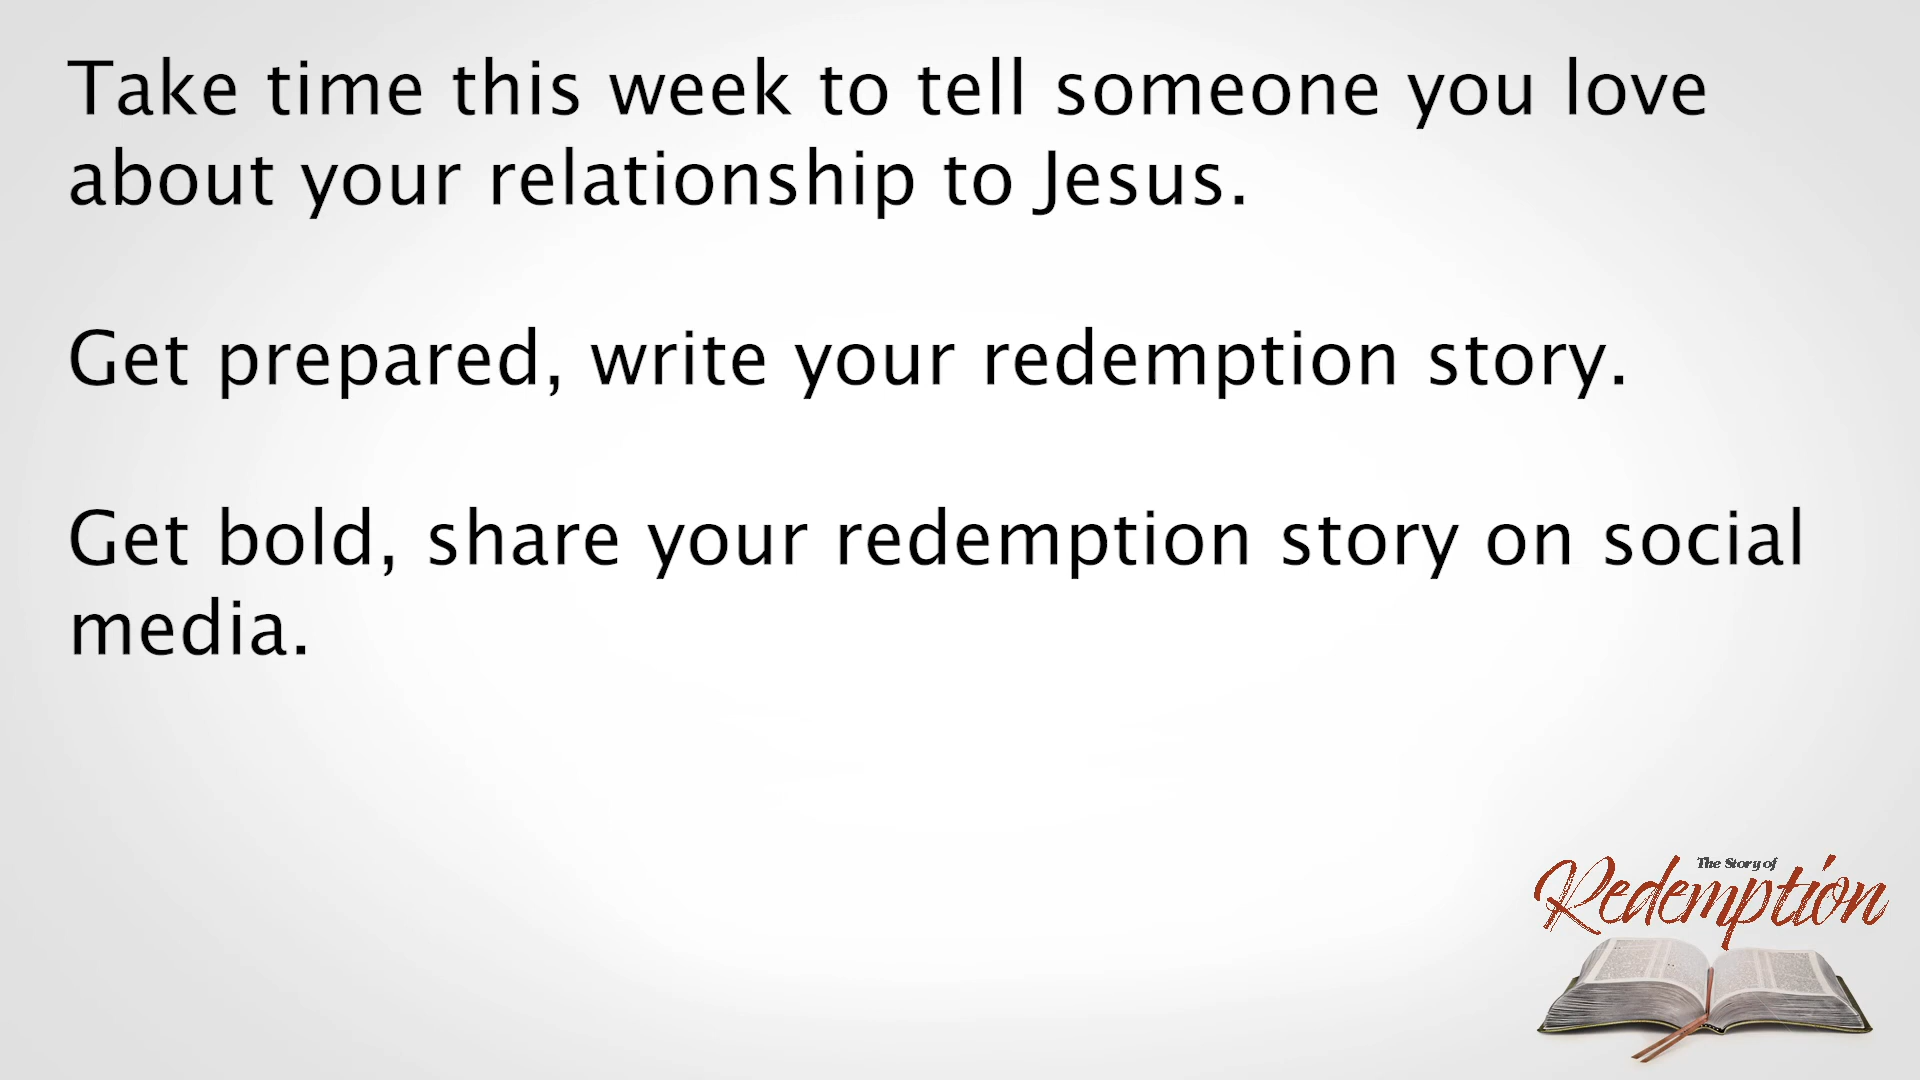 Take time this week to tell someone you love
about your relationship to Jesus.
Get prepared, write your redemption story.
Get bold, share your redemption story on social
media.
The Story of
Redemption